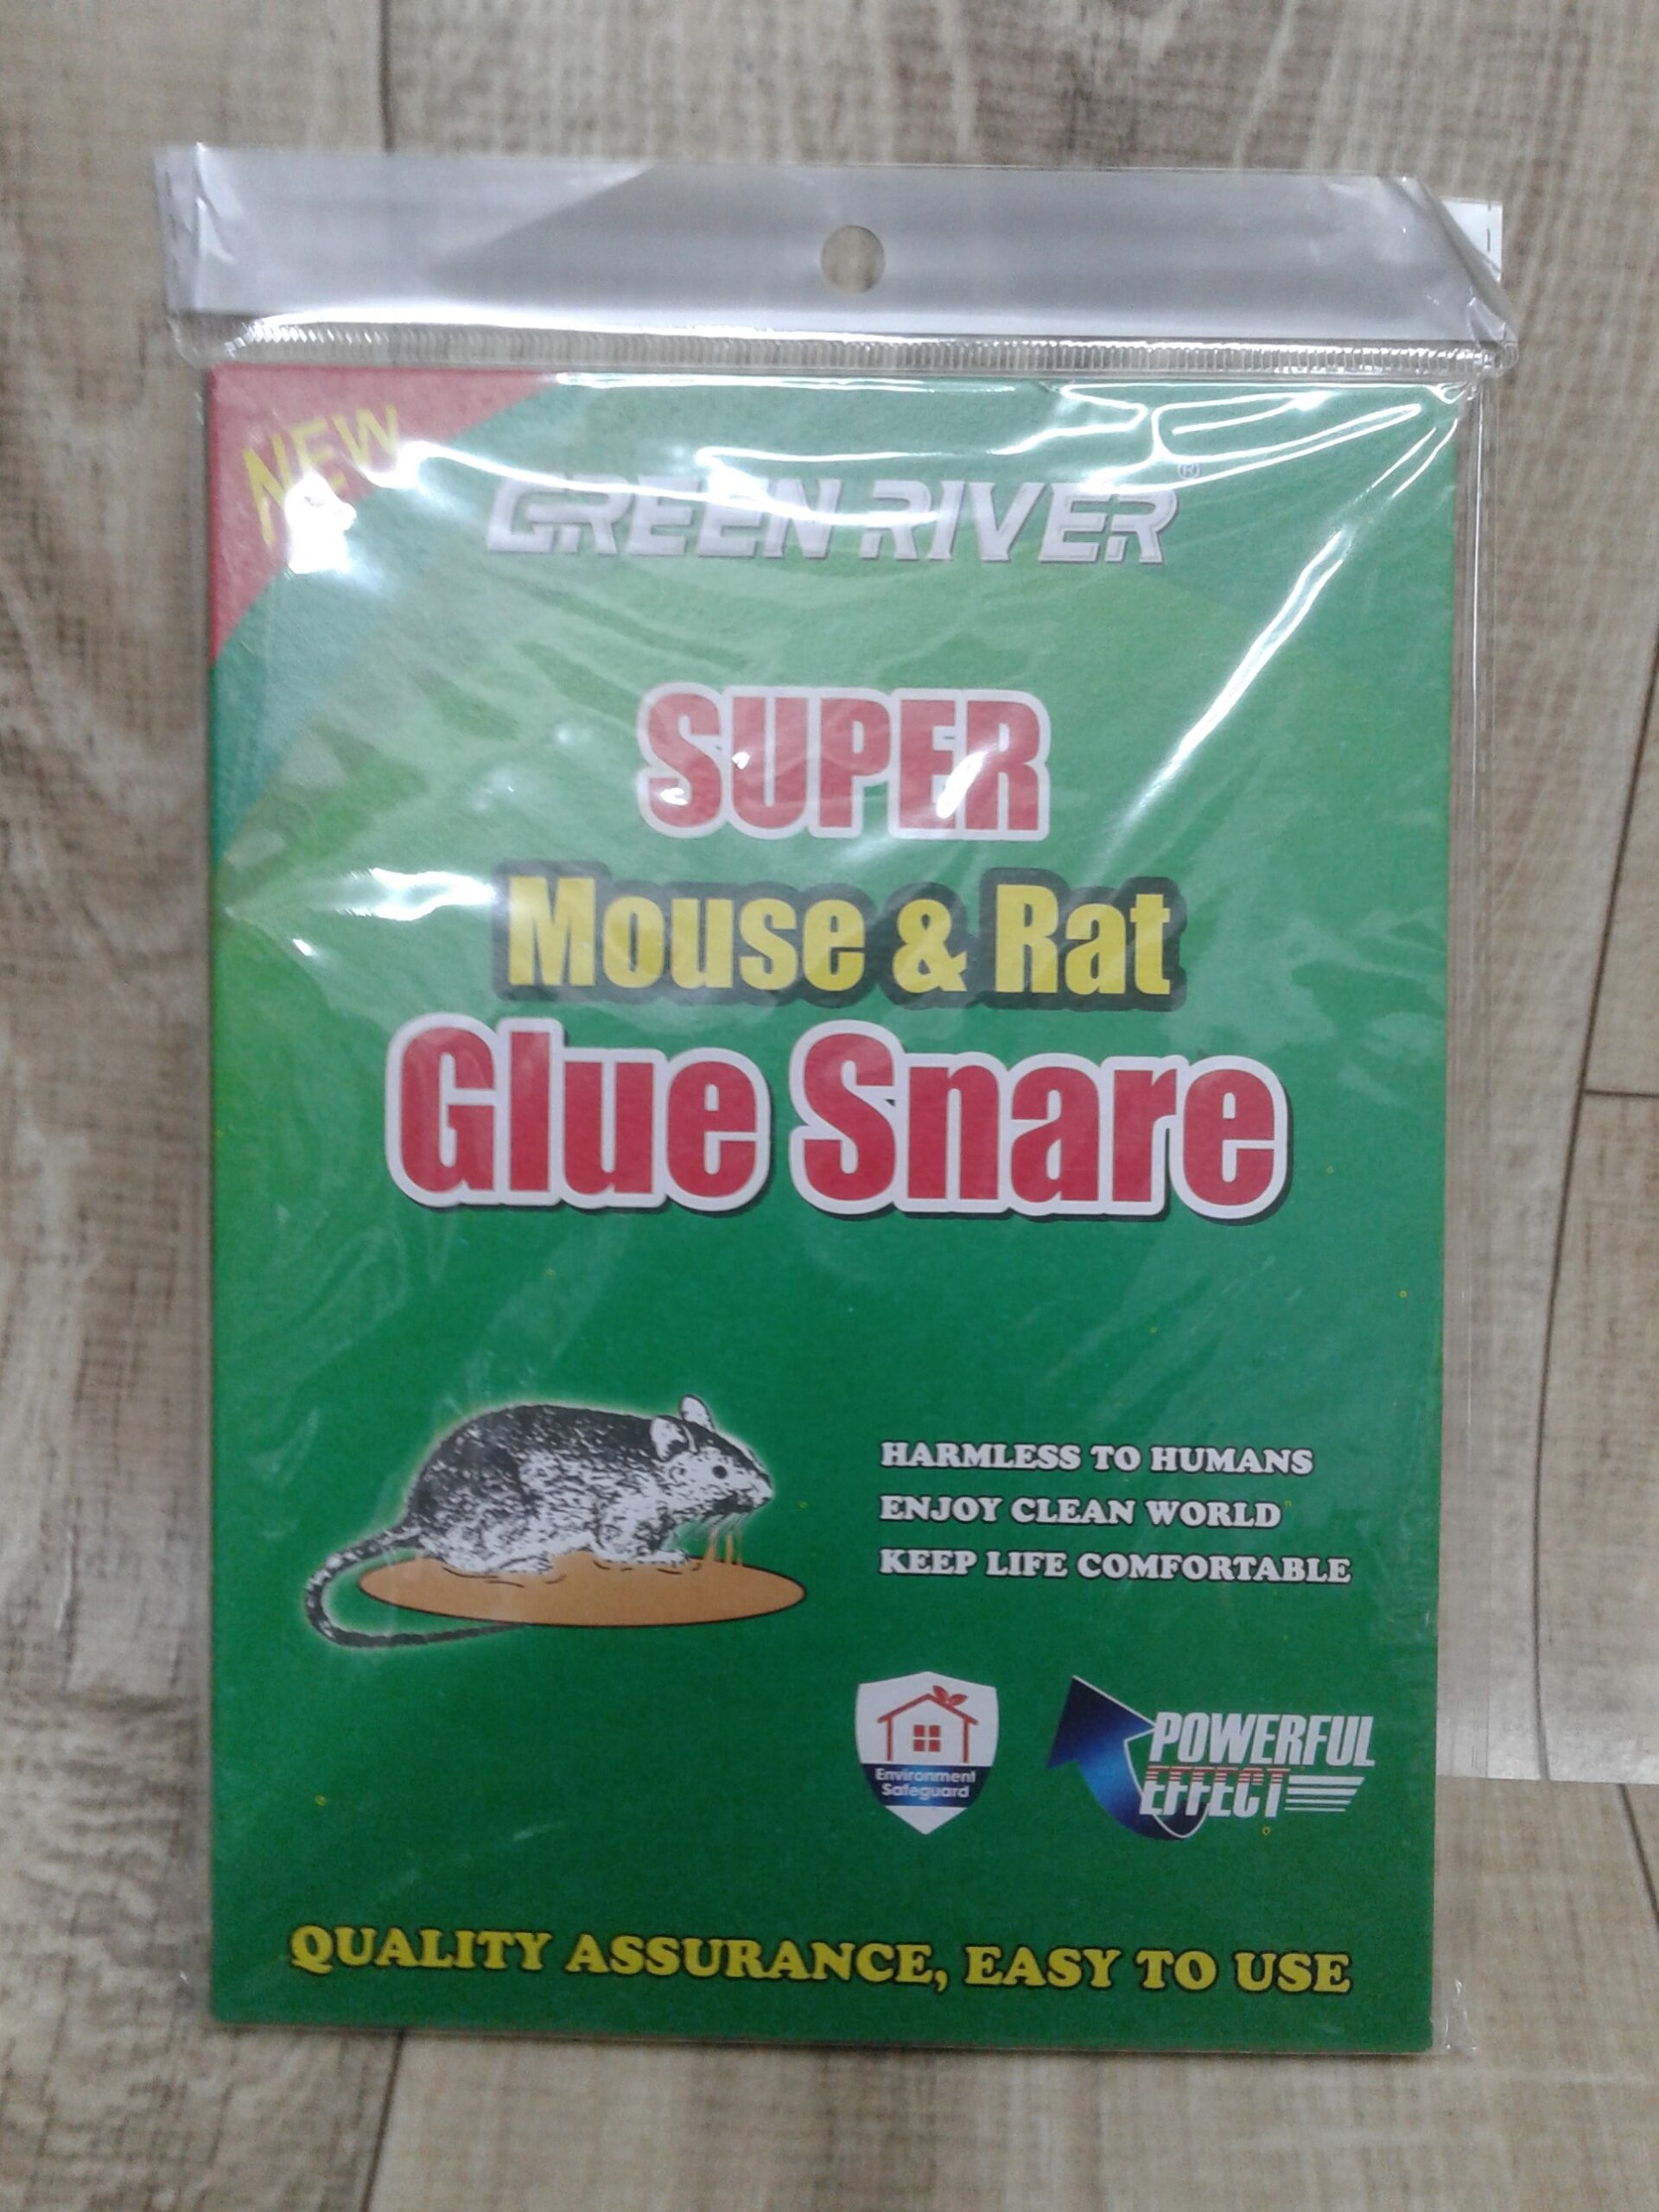 NEW
GREEN RIVER®
SUPER
Mouse & Rat
Glue Snare
HARMLESS TO HUMANS
ENJOY CLEAN WORLD
KEEP LIFE COMFORTABLE
Environment
Safeguard
POWERFUL
EFFECT
QUALITY ASSURANCE, EASY TO USE